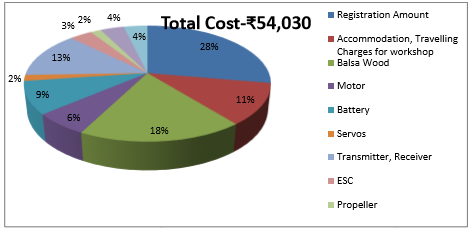 Total Cost-₹54,030
28%
11%
18%
6%
9%
2%
13%
3%
2%
4%
4%
Registration Amount
Accommodation, Travelling
Charges for workshop
Balsa Wood
Motor
Battery
Servos
Transmitter, Receiver
ESC
Propeller